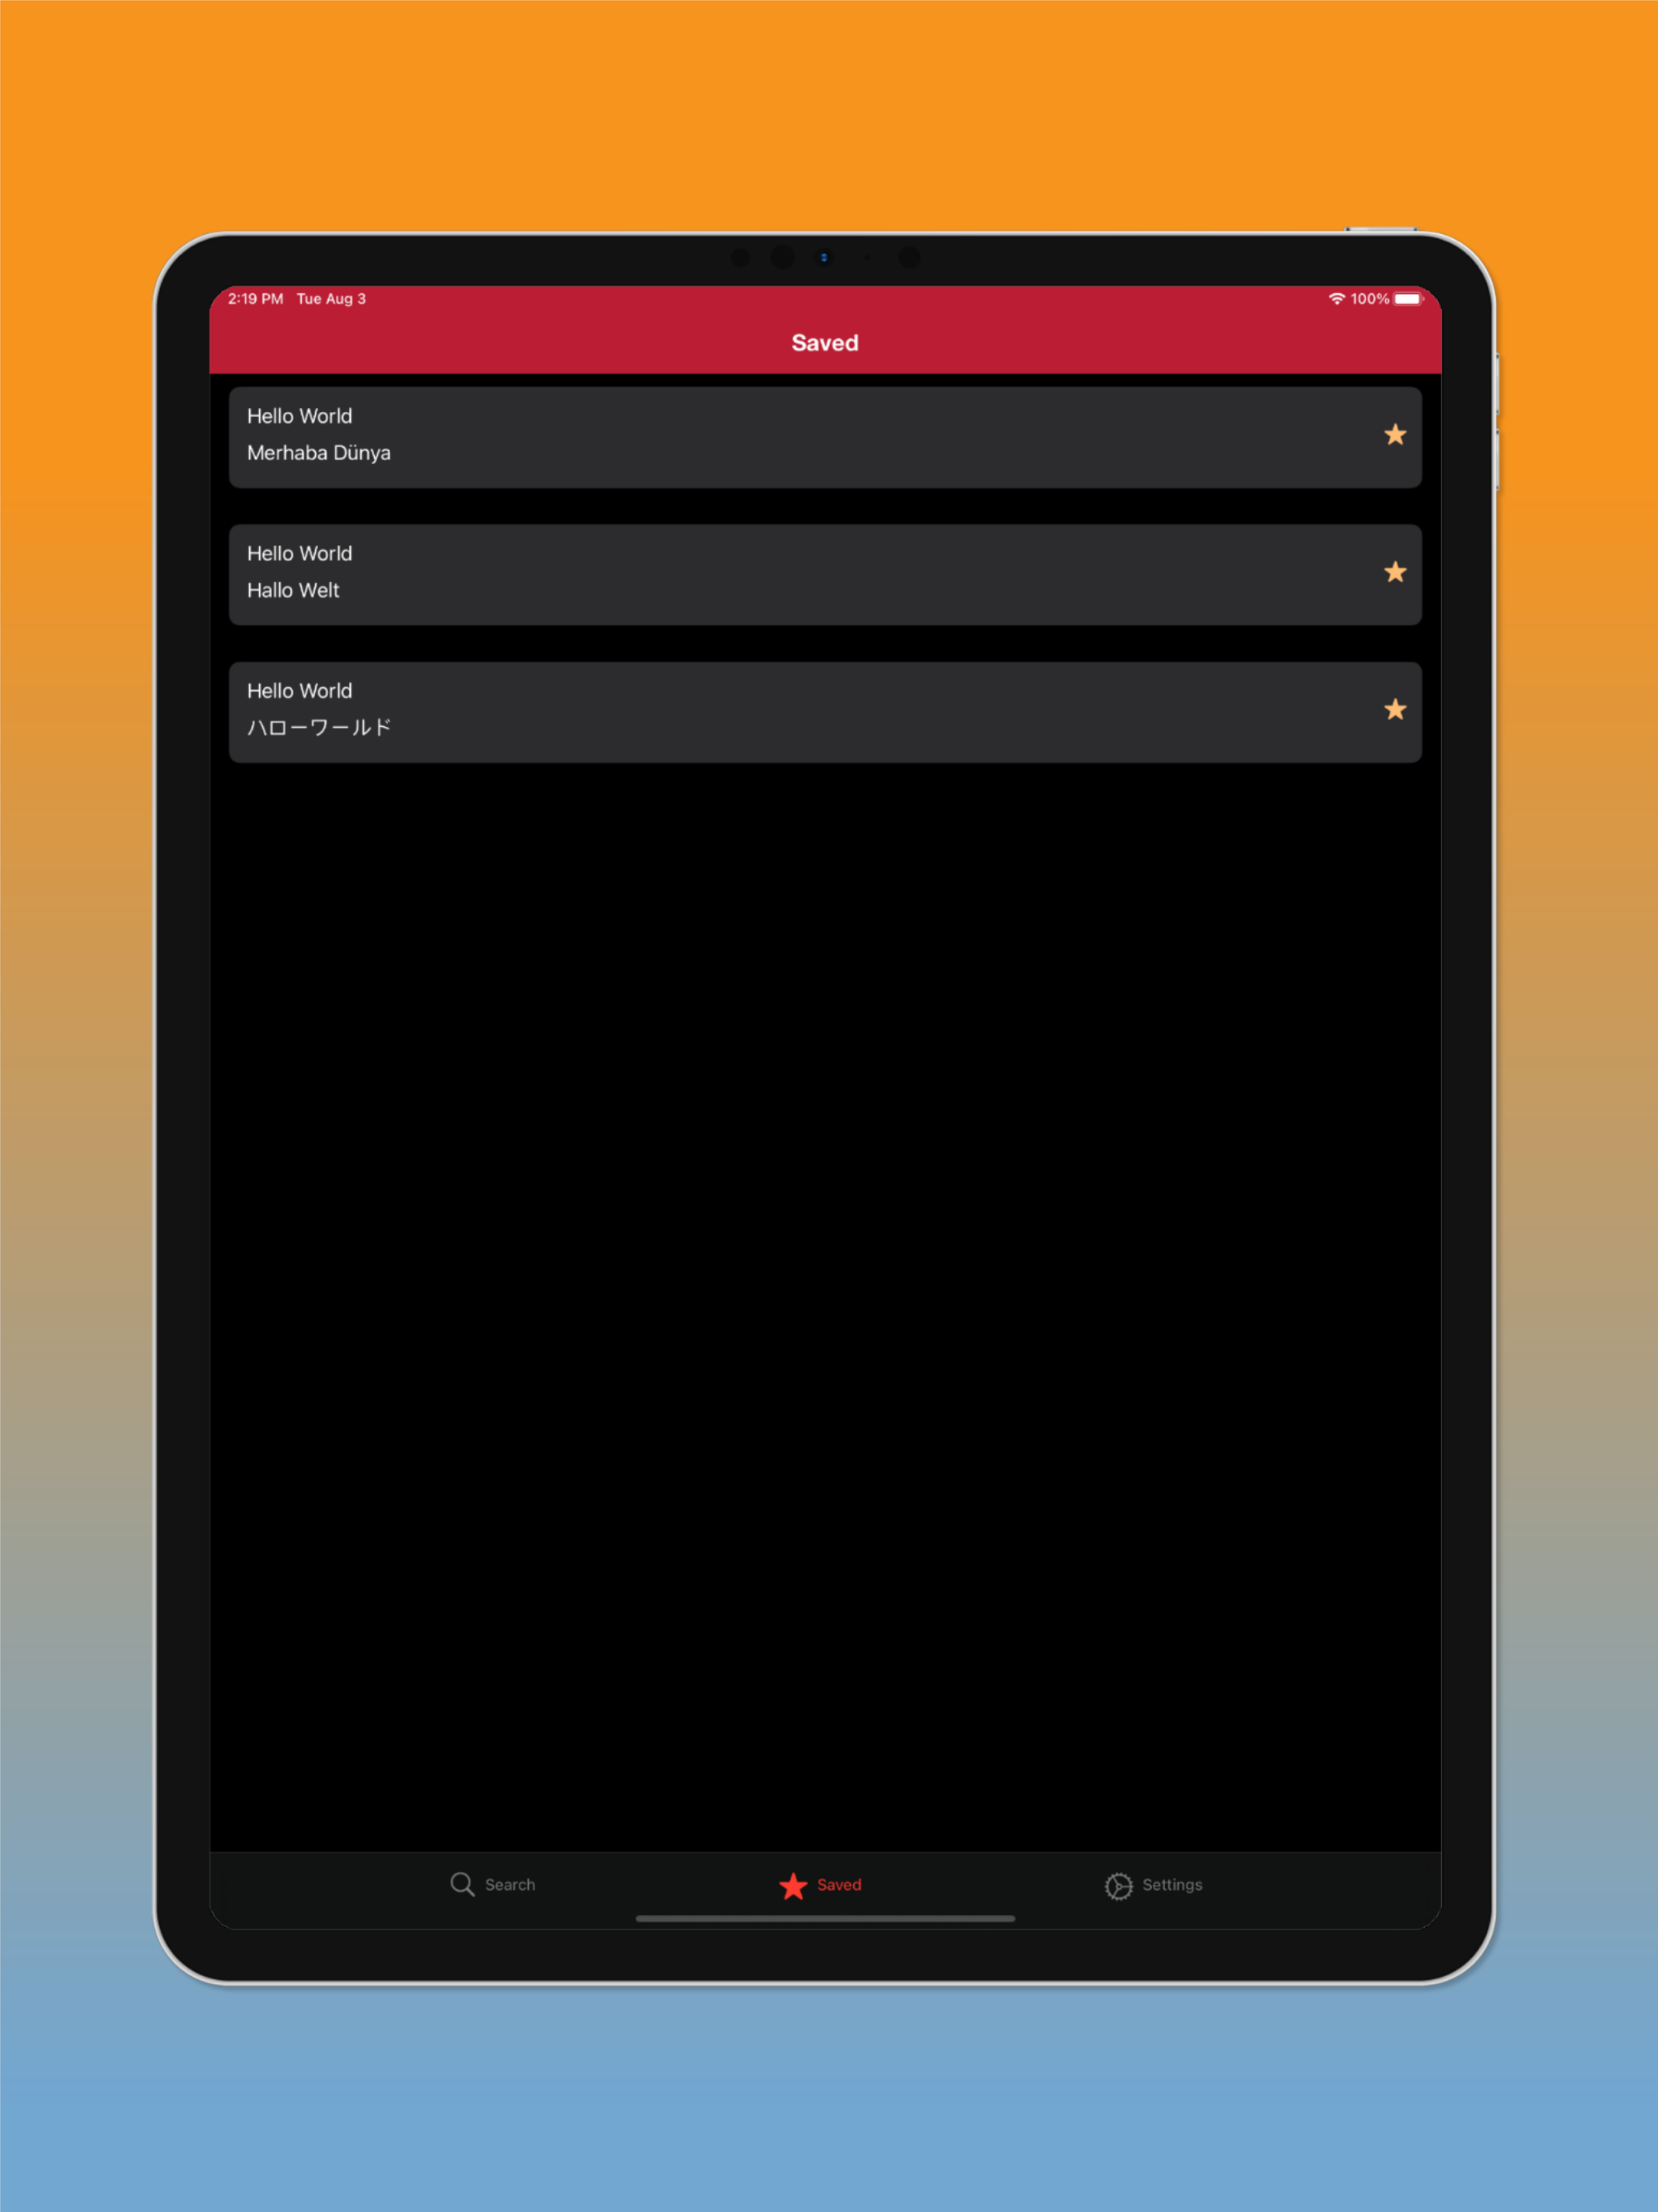 2:19 PM Tue Aug 3 100%
Saved
Hello World
Merhaba Dünya
Hello World
Hallo Welt
Hello World
ハローワールド
Search Saved Settings